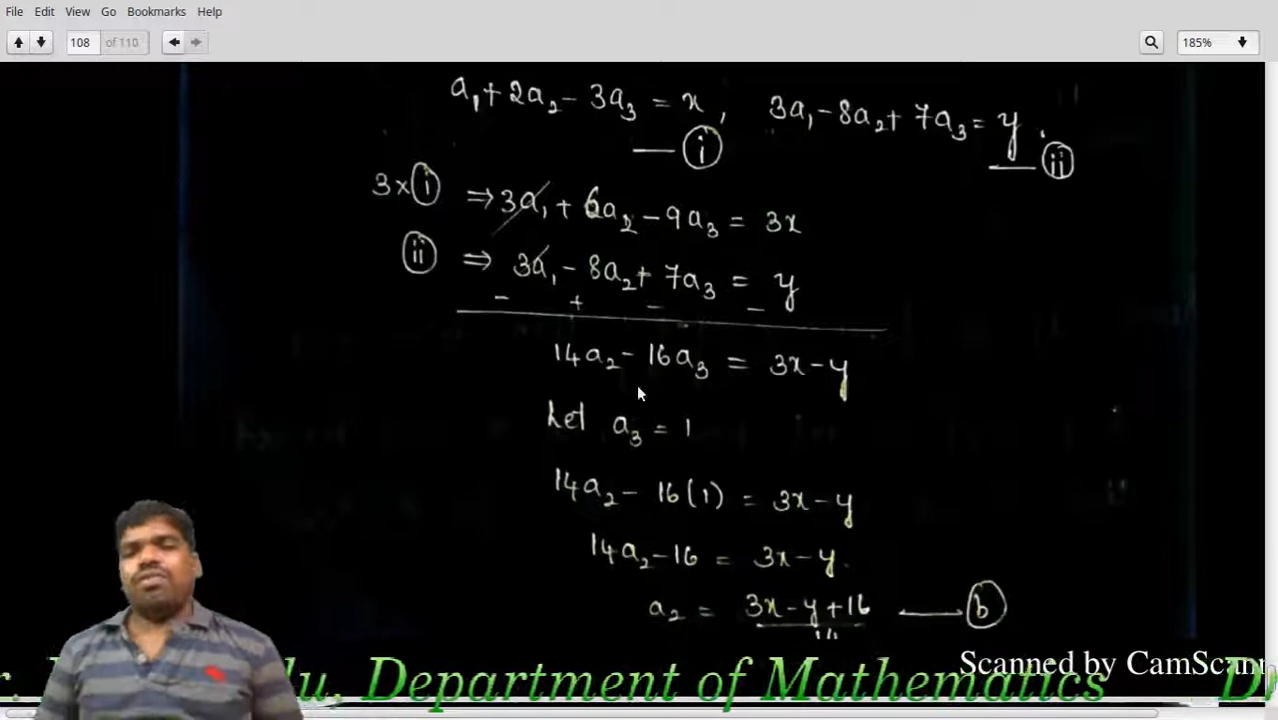 File Edit View Go Bookmarks Help
108 of 110 185%
a₁ + 2a₂ - 3a₃ = x, 3a₁ - 8a₂ + 7a₃ = y.
— (i) — (ii)
3×(i) ⇒ 3a₁ + 6a₂ - 9a₃ = 3x
(ii) ⇒ 3a₁ - 8a₂ + 7a₃ = y
- + - -
14a₂ - 16a₃ = 3x - y
Let a₃ = 1
14a₂ - 16(1) = 3x - y
14a₂ - 16 = 3x - y.
a₂ = 3x - y + 16 — (b)
14
Scanned by CamScan
du, Department of Mathematics